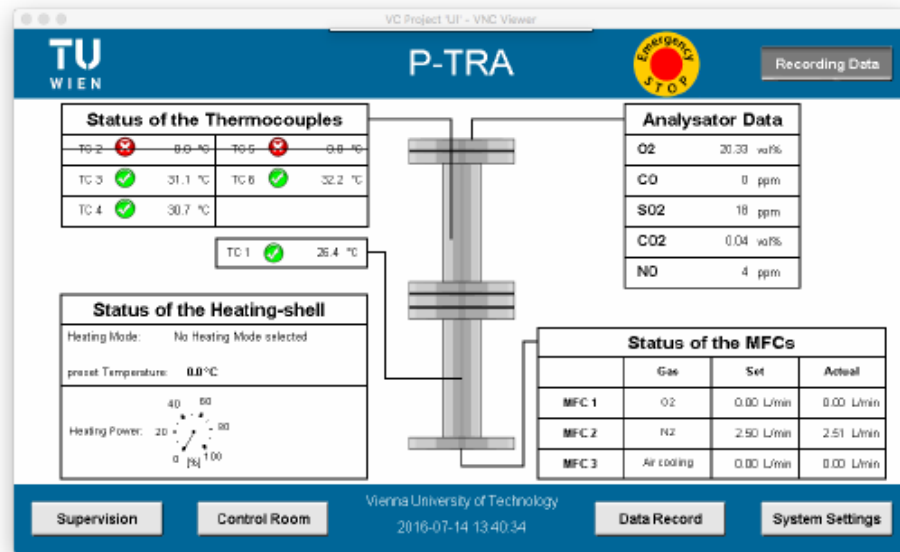 VC Project 'UI' - VNC Viewer
TU
WIEN
P-TRA
Emergency
STOP
Recording Data
Status of the Thermocouples
TC 2 0.0 °C TC 5 0.0 °C
TC 3 31.1 °C TC 6 32.2 °C
TC 4 30.7 °C
TC 1 26.4 °C
Analysator Data
O2 20.33 vol%
CO 0 ppm
SO2 18 ppm
CO2 0.04 vol%
NO 4 ppm
Status of the Heating-shell
Heating Mode: No Heating Mode selected
preset Temperature: 0.0°C
Heating Power:
0 20 40 60 80 100
[%]
Status of the MFCs
Gas Set Actual
MFC 1 O2 0.00 L/min 0.00 L/min
MFC 2 N2 2.50 L/min 2.51 L/min
MFC 3 Air cooling 0.00 L/min 0.00 L/min
Supervision
Control Room
Vienna University of Technology
2016-07-14 13:40:34
Data Record
System Settings